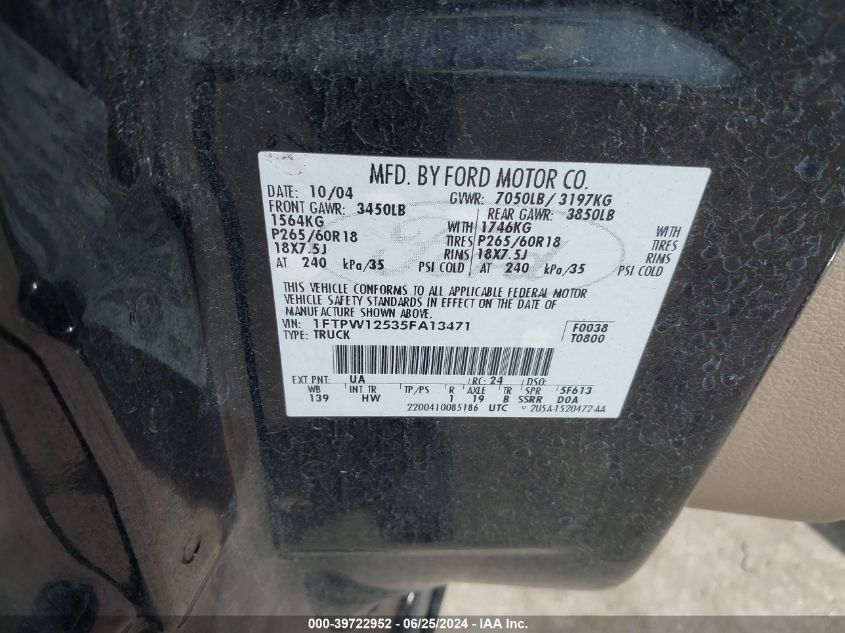 MFD. BY FORD MOTOR CO.
DATE: 10/04 GVWR: 7050LB/ 3197KG
FRONT GAWR: 3450LB REAR GAWR: 3850LB
1564KG WITH 1746KG WITH
P265/60R18 TIRES P265/60R18 TIRES
18X7.5J RIMS 18X7.5J RIMS
AT 240 kPa/35 PSI COLD AT 240 kPa/35 PSI COLD
THIS VEHICLE CONFORMS TO ALL APPLICABLE FEDERAL MOTOR
VEHICLE SAFETY STANDARDS IN EFFECT ON THE DATE OF
MANUFACTURE SHOWN ABOVE.
VIN: 1FTPW12535FA13471 F0038
TYPE: TRUCK T0800
EXT PNT: UA RC: 24 DSO:
WB INT TR TP/PS R AXLE TR SPR 5F613
139 HW 1 19 B SSRR D0A
2200410085186 UTC 2U5A-1520472-AA
Ford
000-39722952 - 06/25/2024 - IAA Inc.